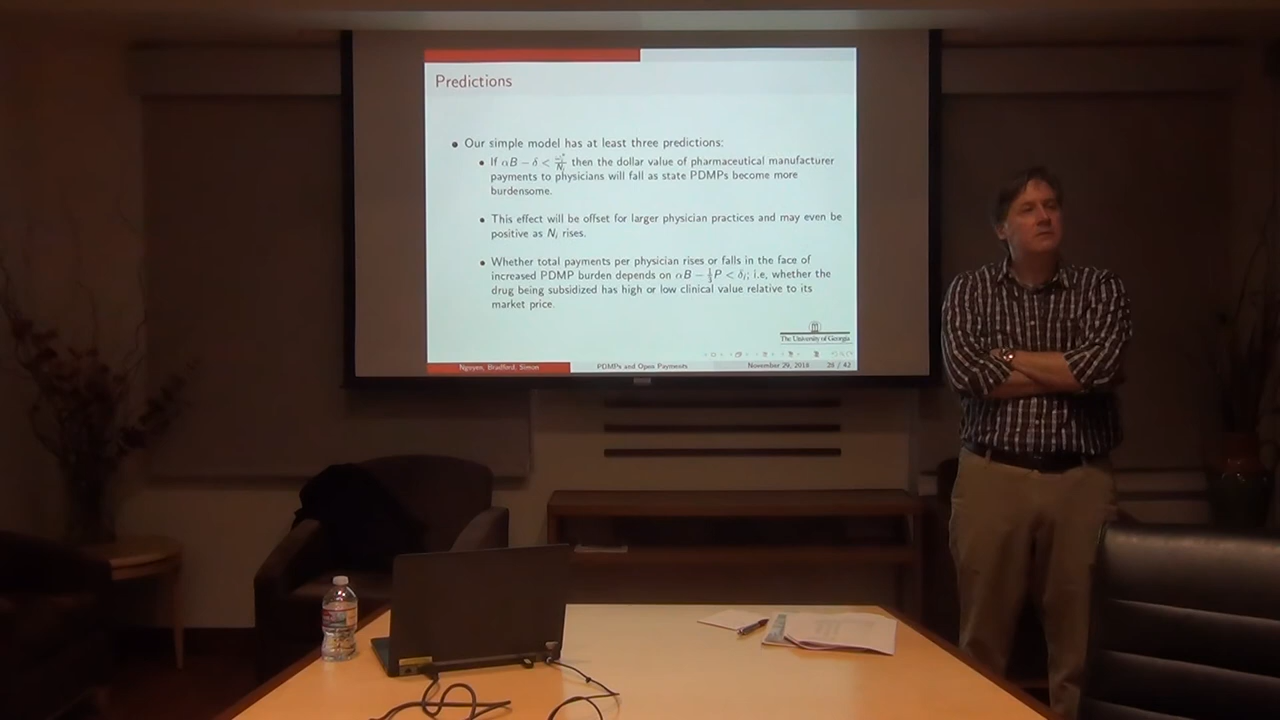 Predictions
• Our simple model has at least three predictions:
• If αB − δ < then the dollar value of pharmaceutical manufacturer
payments to physicians will fall as state PDMPs become more
burdensome.
• This effect will be offset for larger physician practices and may even be
positive as Nᵢ rises.
• Whether total payments per physician rises or falls in the face of
increased PDMP burden depends on αB − ⅓P < δᵢ; i.e, whether the
drug being subsidized has high or low clinical value relative to its
market price.
The University of Georgia
Nguyen, Bradford, Simon PDMPs and Open Payments November 29, 2018 28 / 42